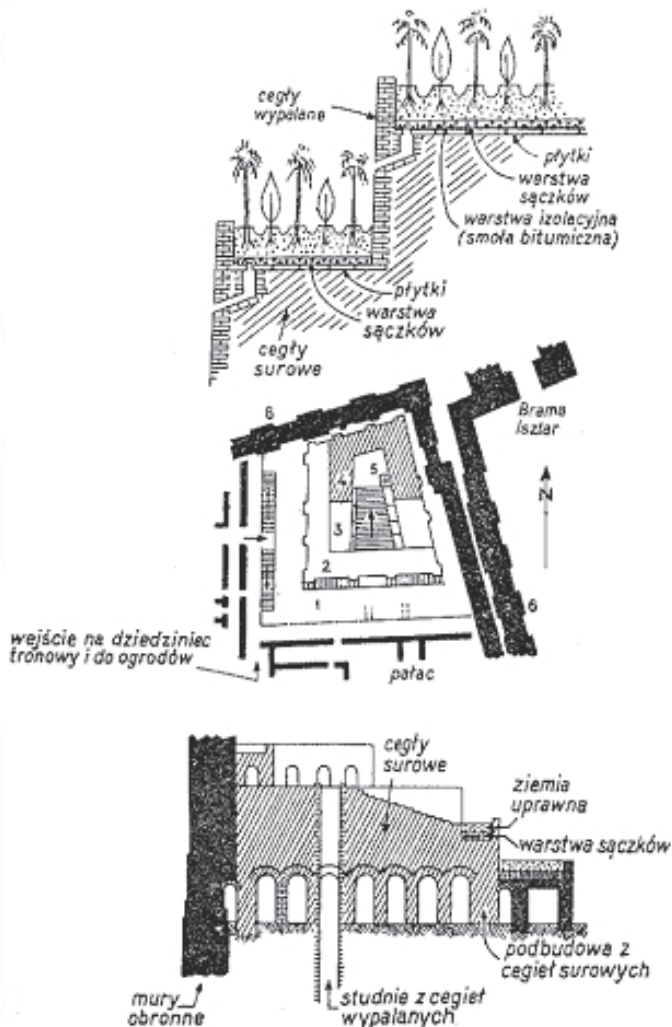 cegły
wypalane
płytki
warstwa
sączków
warstwa izolacyjna
(smoła bitumiczna)
płytki
warstwa
sączków
cegły
surowe
6
Brama
Isztar
4
5
N
3
2
1
6
wejście na dziedziniec
tronowy i do ogrodów
pałac
cegły
surowe
ziemia
uprawna
warstwa sączków
podbudowa z
cegieł surowych
mury
obronne
studnie z cegieł
wypalanych